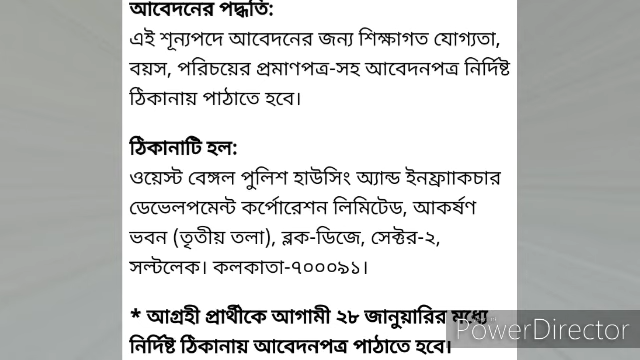 আবেদনের পদ্ধতি:
এই শূন্যপদে আবেদনের জন্য শিক্ষাগত যোগ্যতা,
বয়স, পরিচয়ের প্রমাণপত্র-সহ আবেদনপত্র নির্দিষ্ট
ঠিকানায় পাঠাতে হবে।
ঠিকানাটি হল:
ওয়েস্ট বেঙ্গল পুলিশ হাউসিং অ্যান্ড ইনফ্রাাকচার
ডেভেলপমেন্ট কর্পোরেশন লিমিটেড, আকর্ষণ
ভবন (তৃতীয় তলা), ব্লক-ডিজে, সেক্টর-২,
সল্টলেক। কলকাতা-৭০০০৯১।
* আগ্রহী প্রার্থীকে আগামী ২৮ জানুয়ারির মধ্যে
নির্দিষ্ট ঠিকানায় আবেদনপত্র পাঠাতে হবে।
PowerDirector